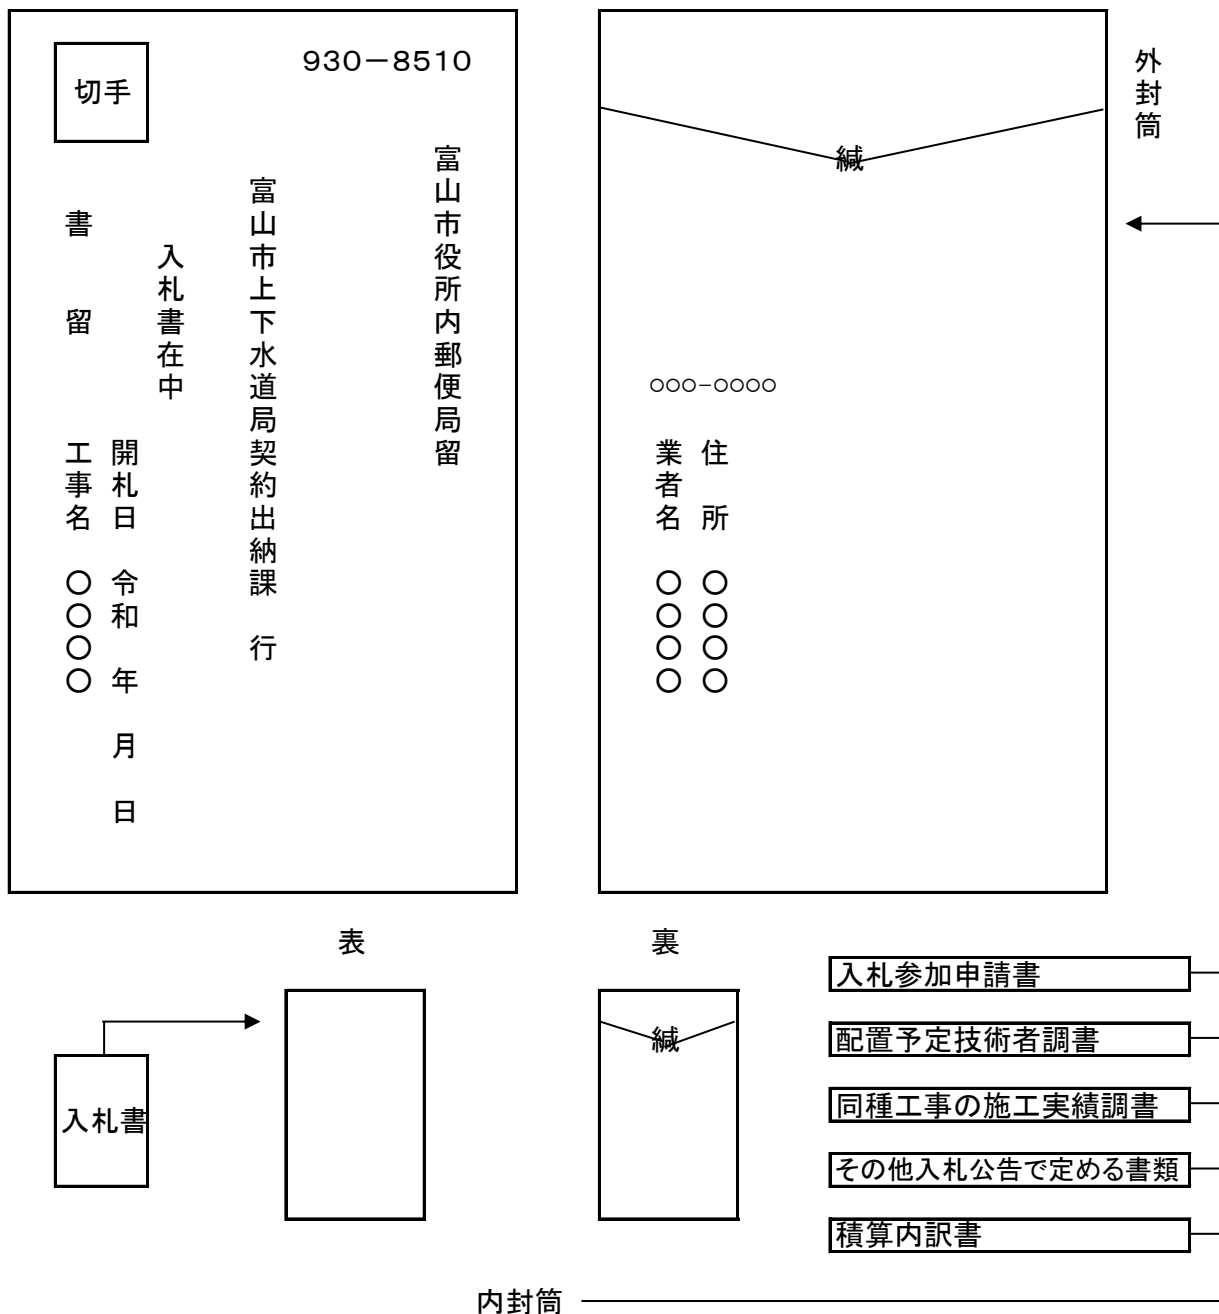 930－8510
切手
富山市役所内郵便局留
富山市上下水道局契約出納課　行
入札書在中
書　留
開札日　令和　年　月　日
工事名　〇〇〇〇
緘
○○○-○○○○
住　所　〇〇〇〇
業者名　〇〇〇〇
外封筒
表
裏
入札書
緘
入札参加申請書
配置予定技術者調書
同種工事の施工実績調書
その他入札公告で定める書類
積算内訳書
内封筒